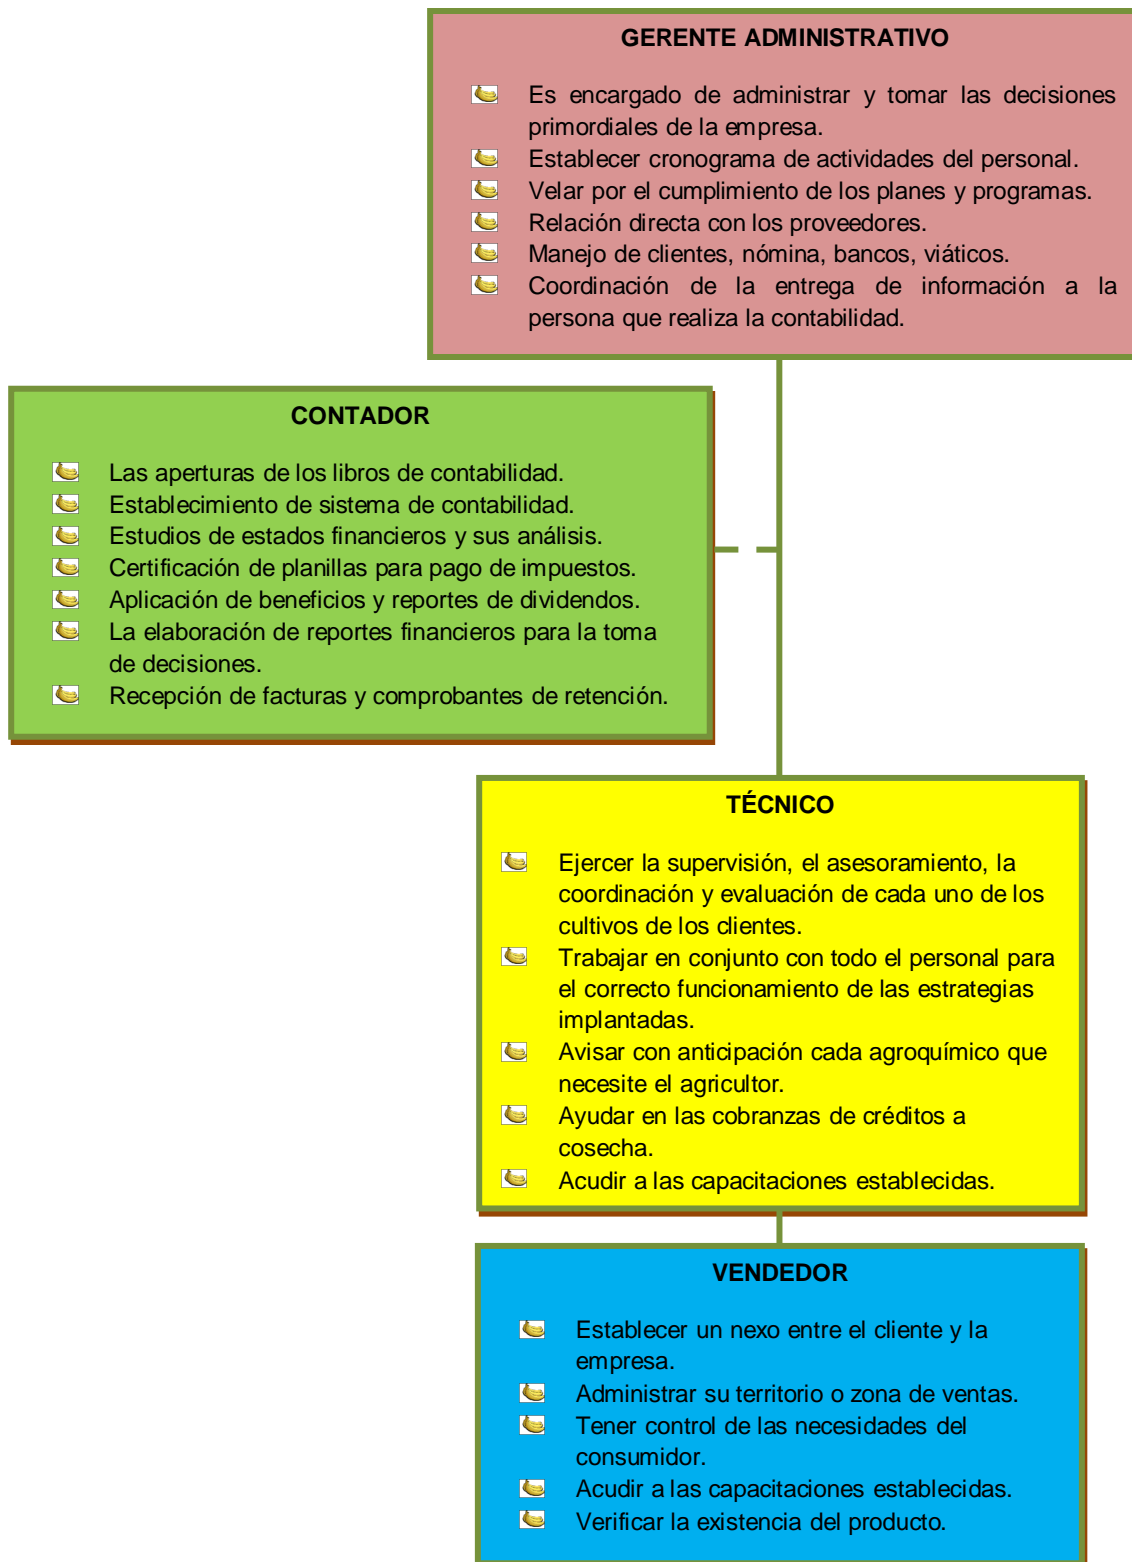 GERENTE ADMINISTRATIVO
Es encargado de administrar y tomar las decisiones
primordiales de la empresa.
Establecer cronograma de actividades del personal.
Velar por el cumplimiento de los planes y programas.
Relación directa con los proveedores.
Manejo de clientes, nómina, bancos, viáticos.
Coordinación de la entrega de información a la
persona que realiza la contabilidad.
CONTADOR
Las aperturas de los libros de contabilidad.
Establecimiento de sistema de contabilidad.
Estudios de estados financieros y sus análisis.
Certificación de planillas para pago de impuestos.
Aplicación de beneficios y reportes de dividendos.
La elaboración de reportes financieros para la toma
de decisiones.
Recepción de facturas y comprobantes de retención.
TÉCNICO
Ejercer la supervisión, el asesoramiento, la
coordinación y evaluación de cada uno de los
cultivos de los clientes.
Trabajar en conjunto con todo el personal para
el correcto funcionamiento de las estrategias
implantadas.
Avisar con anticipación cada agroquímico que
necesite el agricultor.
Ayudar en las cobranzas de créditos a
cosecha.
Acudir a las capacitaciones establecidas.
VENDEDOR
Establecer un nexo entre el cliente y la
empresa.
Administrar su territorio o zona de ventas.
Tener control de las necesidades del
consumidor.
Acudir a las capacitaciones establecidas.
Verificar la existencia del producto.